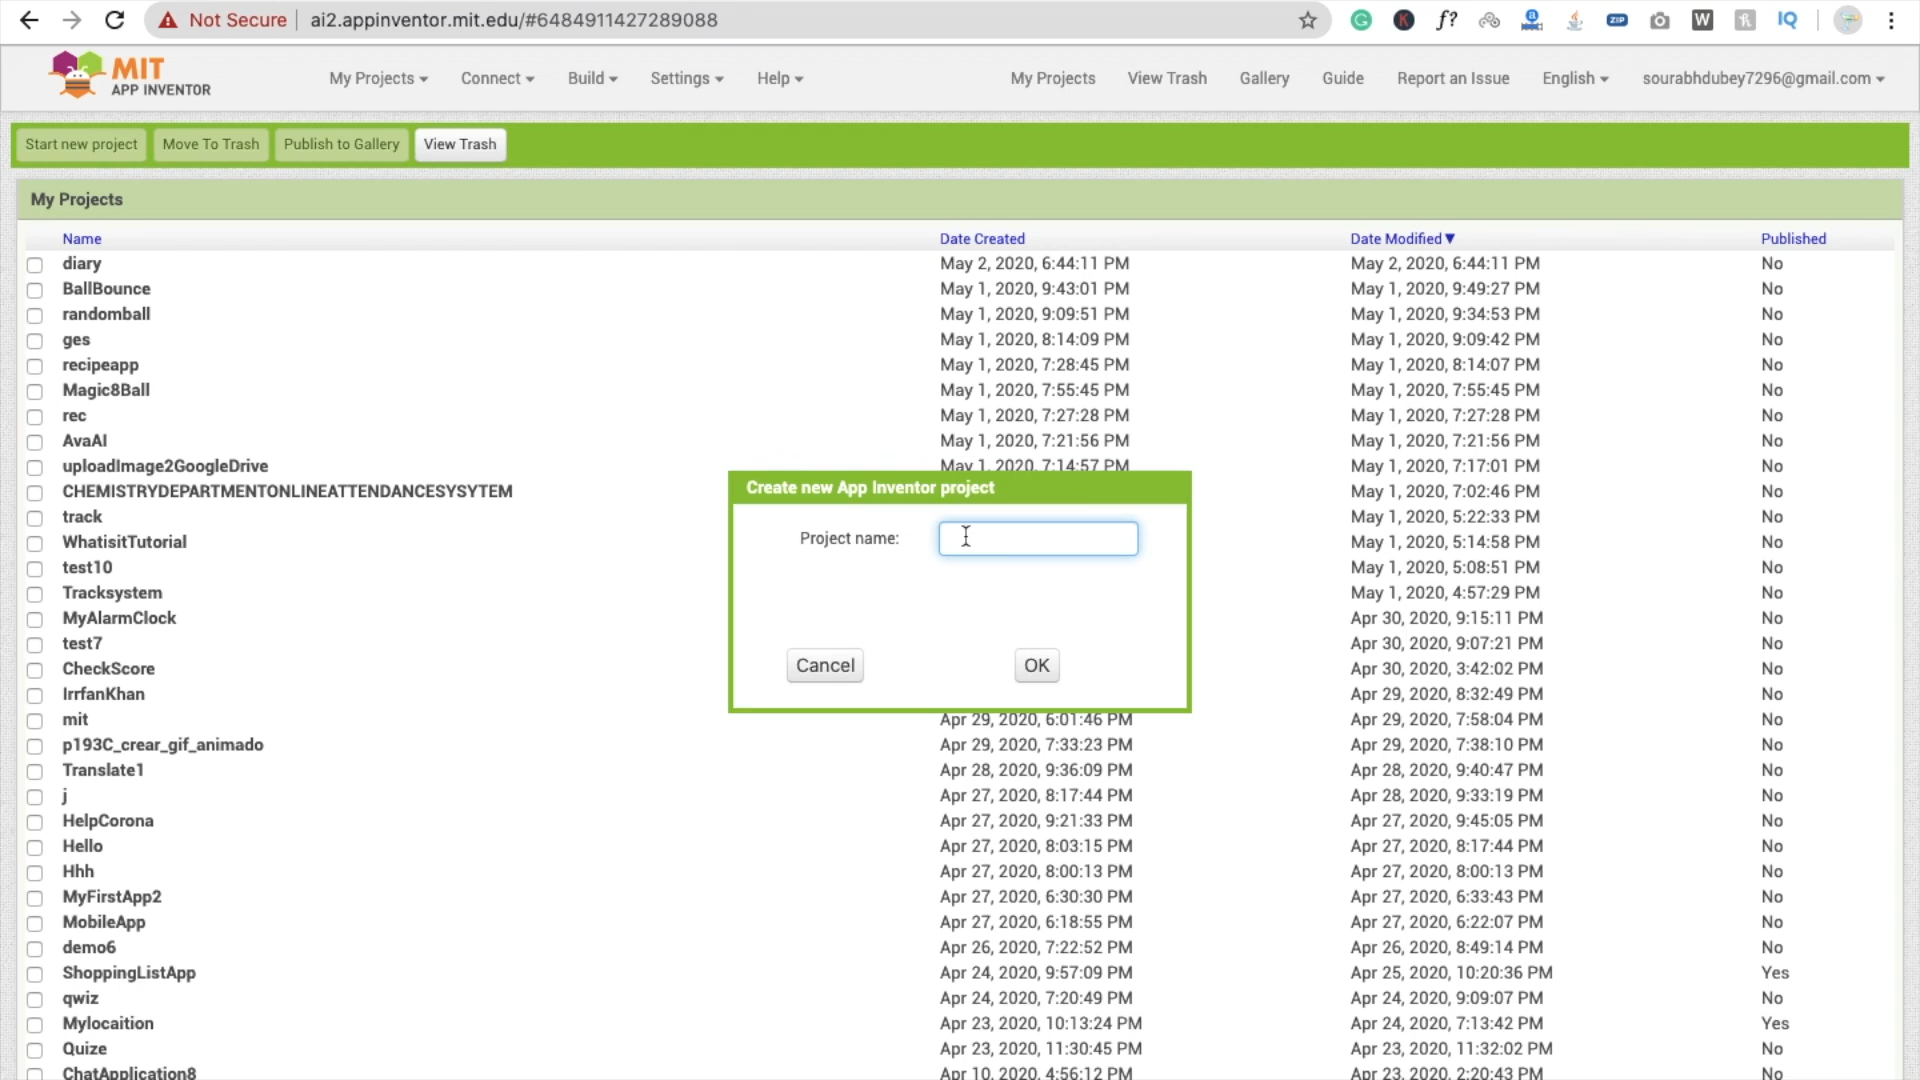 Not Secure
ai2.appinventor.mit.edu/#6484911427289088
MIT
APP INVENTOR
My Projects Connect Build Settings Help My Projects View Trash Gallery Guide Report an Issue English sourabhdubey7296@gmail.com
Start new project Move To Trash Publish to Gallery View Trash
My Projects
Name Date Created Date Modified Published
diary May 2, 2020, 6:44:11 PM May 2, 2020, 6:44:11 PM No
BallBounce May 1, 2020, 9:43:01 PM May 1, 2020, 9:49:27 PM No
randomball May 1, 2020, 9:09:51 PM May 1, 2020, 9:34:53 PM No
ges May 1, 2020, 8:14:09 PM May 1, 2020, 9:09:42 PM No
recipeapp May 1, 2020, 7:28:45 PM May 1, 2020, 8:14:07 PM No
Magic8Ball May 1, 2020, 7:55:45 PM May 1, 2020, 7:55:45 PM No
rec May 1, 2020, 7:27:28 PM May 1, 2020, 7:27:28 PM No
AvaAI May 1, 2020, 7:21:56 PM May 1, 2020, 7:21:56 PM No
uploadImage2GoogleDrive May 1, 2020, 7:14:57 PM May 1, 2020, 7:17:01 PM No
CHEMISTRYDEPARTMENTONLINEATTENDANCESYSYTEM May 1, 2020, 7:02:46 PM No
track May 1, 2020, 5:22:33 PM No
WhatisitTutorial May 1, 2020, 5:14:58 PM No
test10 May 1, 2020, 5:08:51 PM No
Tracksystem May 1, 2020, 4:57:29 PM No
MyAlarmClock Apr 30, 2020, 9:15:11 PM No
test7 Apr 30, 2020, 9:07:21 PM No
CheckScore Apr 30, 2020, 3:42:02 PM No
IrrfanKhan Apr 29, 2020, 8:32:49 PM No
Create new App Inventor project
Project name:
Cancel OK
mit Apr 29, 2020, 6:01:46 PM Apr 29, 2020, 7:58:04 PM No
p193C_crear_gif_animado Apr 29, 2020, 7:33:23 PM Apr 29, 2020, 7:38:10 PM No
Translate1 Apr 28, 2020, 9:36:09 PM Apr 28, 2020, 9:40:47 PM No
j Apr 27, 2020, 8:17:44 PM Apr 28, 2020, 9:33:19 PM No
HelpCorona Apr 27, 2020, 9:21:33 PM Apr 27, 2020, 9:45:05 PM No
Hello Apr 27, 2020, 8:03:15 PM Apr 27, 2020, 8:17:44 PM No
Hhh Apr 27, 2020, 8:00:13 PM Apr 27, 2020, 8:00:13 PM No
MyFirstApp2 Apr 27, 2020, 6:30:30 PM Apr 27, 2020, 6:33:43 PM No
MobileApp Apr 27, 2020, 6:18:55 PM Apr 27, 2020, 6:22:07 PM No
demo6 Apr 26, 2020, 7:22:52 PM Apr 26, 2020, 8:49:14 PM No
ShoppingListApp Apr 24, 2020, 9:57:09 PM Apr 25, 2020, 10:20:36 PM Yes
qwiz Apr 24, 2020, 7:20:49 PM Apr 24, 2020, 9:09:07 PM No
Mylocaition Apr 23, 2020, 10:13:24 PM Apr 24, 2020, 7:13:42 PM Yes
Quize Apr 23, 2020, 11:30:45 PM Apr 23, 2020, 11:32:02 PM No
ChatApplication8 Apr 10, 2020, 4:56:12 PM Apr 23, 2020, 2:20:43 PM No